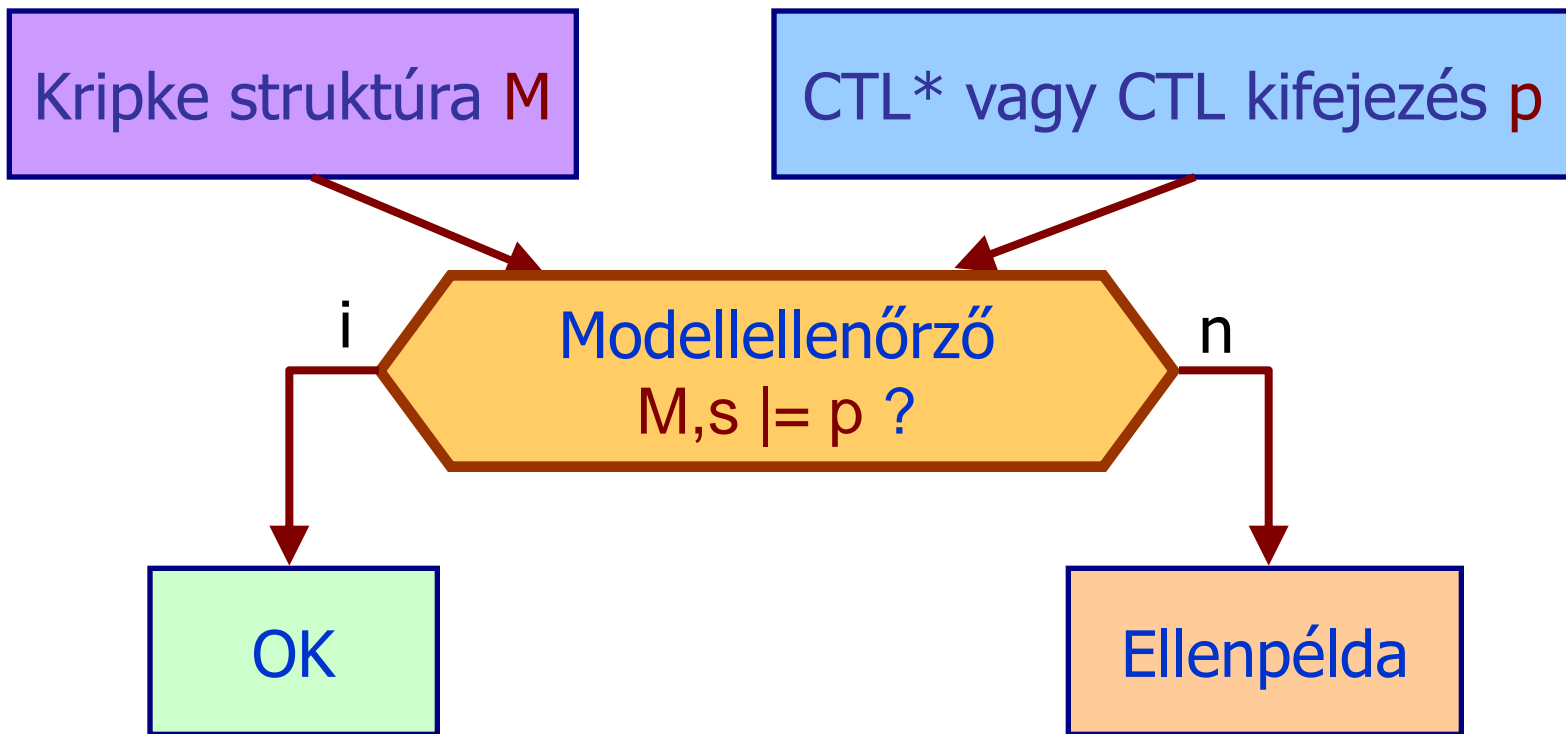 Kripke struktúra M
CTL* vagy CTL kifejezés p
i
Modellellenőrző
n
M,s |= p ?
OK
Ellenpélda